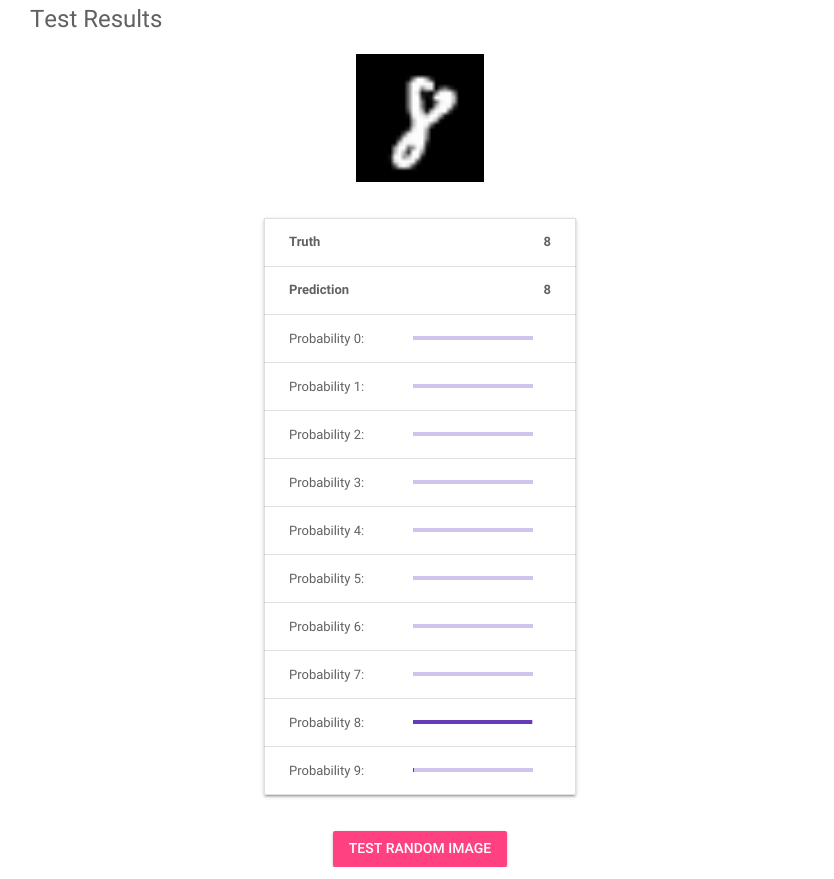 Test Results
8
Truth 8
Prediction 8
Probability 0:
Probability 1:
Probability 2:
Probability 3:
Probability 4:
Probability 5:
Probability 6:
Probability 7:
Probability 8:
Probability 9:
TEST RANDOM IMAGE